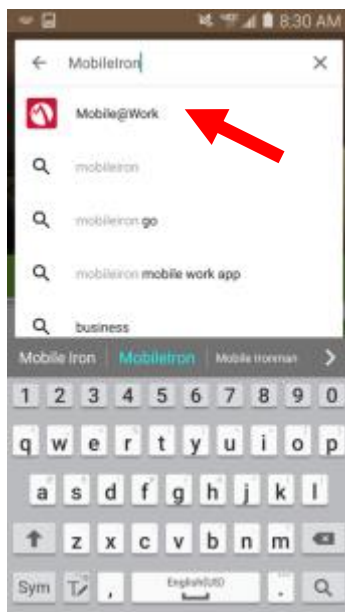 8:30 AM
MobileIron
Mobile@Work
mobileiron
mobileiron go
mobileiron mobile work app
business
Mobile Iron MobileIron Mobile Ironman
1 2 3 4 5 6 7 8 9 0
q w e r t y u i o p
a s d f g h j k l
z x c v b n m
Sym T , English(US) .